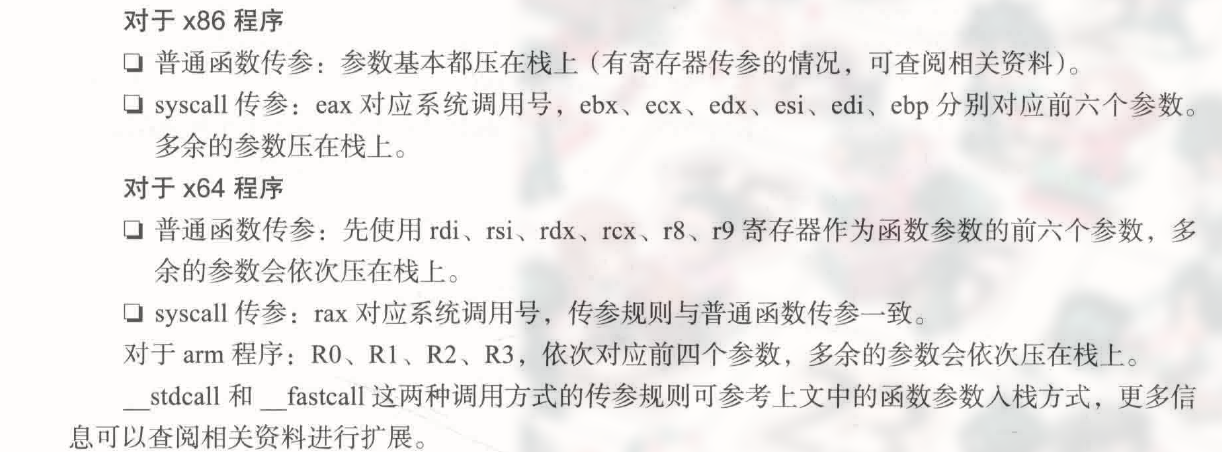 对于 x86 程序
❏ 普通函数传参：参数基本都压在栈上（有寄存器传参的情况，可查阅相关资料）。
❏ syscall 传参：eax 对应系统调用号，ebx、ecx、edx、esi、edi、ebp 分别对应前六个参数。
多余的参数压在栈上。
对于 x64 程序
❏ 普通函数传参：先使用 rdi、rsi、rdx、rcx、r8、r9 寄存器作为函数参数的前六个参数，多
余的参数会依次压在栈上。
❏ syscall 传参：rax 对应系统调用号，传参规则与普通函数传参一致。
对于 arm 程序：R0、R1、R2、R3，依次对应前四个参数，多余的参数会依次压在栈上。
__stdcall 和 __fastcall 这两种调用方式的传参规则可参考上文中的函数参数入栈方式，更多信
息可以查阅相关资料进行扩展。